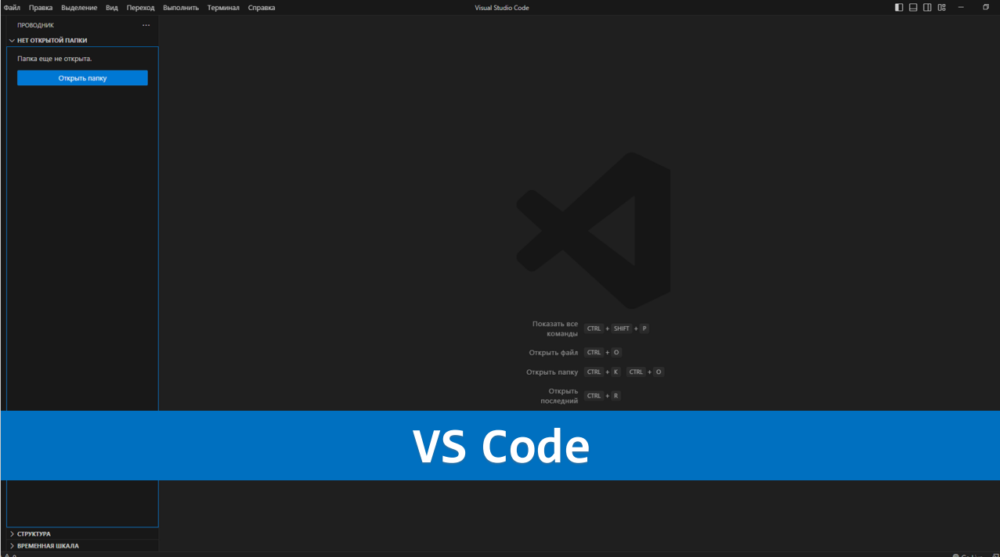 Файл Правка Выделение Вид Переход Выполнить Терминал Справка Visual Studio Code
ПРОВОДНИК
НЕТ ОТКРЫТОЙ ПАПКИ
Папка еще не открыта.
Открыть папку
Показать все
команды CTRL + SHIFT + P
Открыть файл CTRL + O
Открыть папку CTRL + K CTRL + O
Открыть
последний CTRL + R
VS Code
СТРУКТУРА
ВРЕМЕННАЯ ШКАЛА